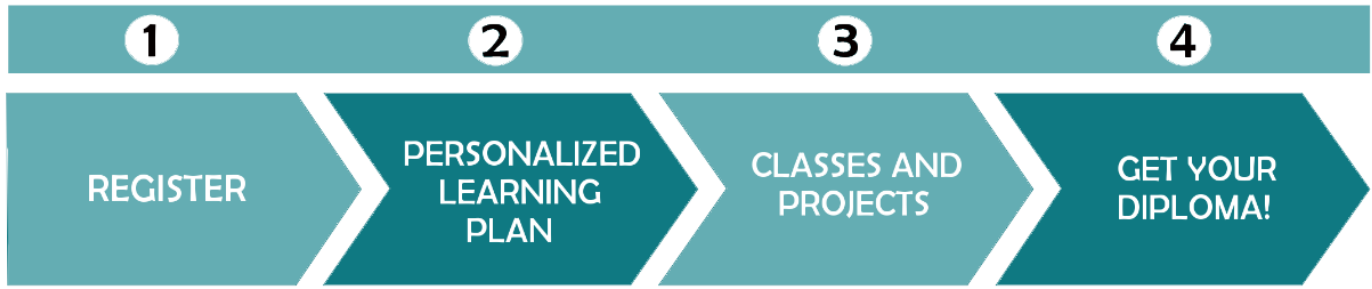 1
2
3
4
REGISTER
PERSONALIZED
LEARNING
PLAN
CLASSES AND
PROJECTS
GET YOUR
DIPLOMA!